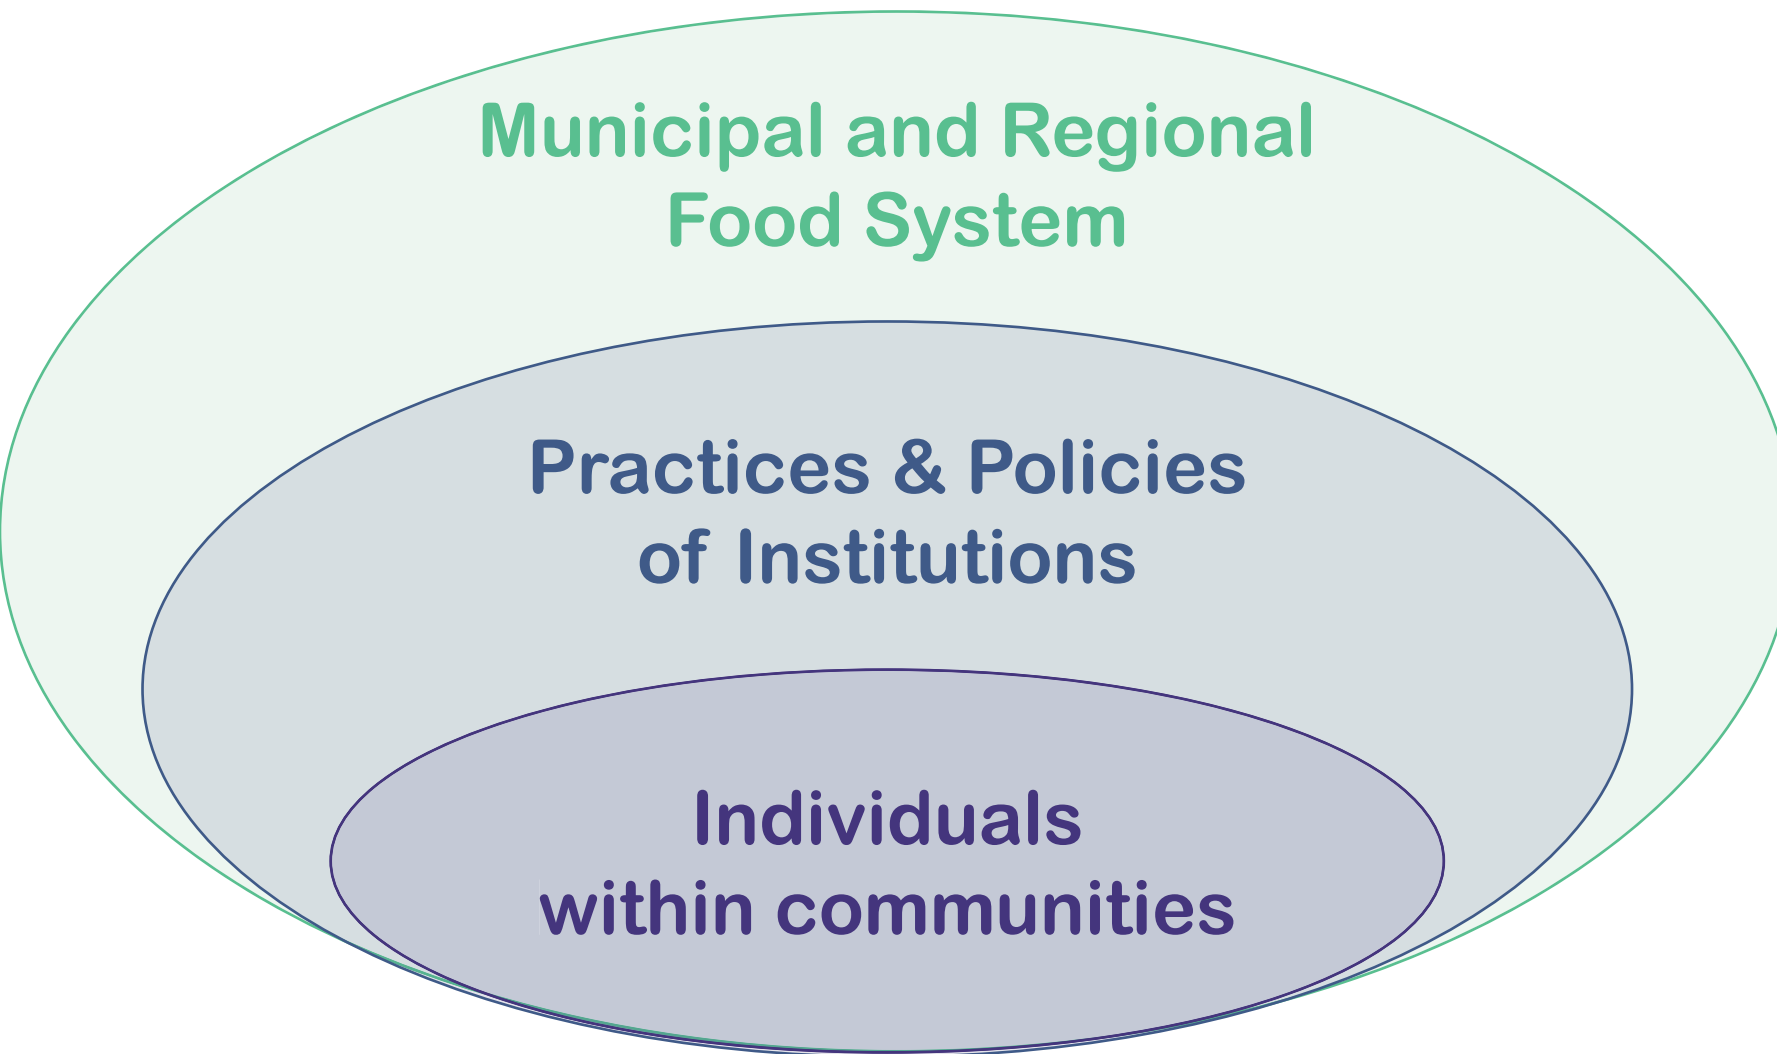 Municipal and Regional
Food System
Practices & Policies
of Institutions
Individuals
within communities